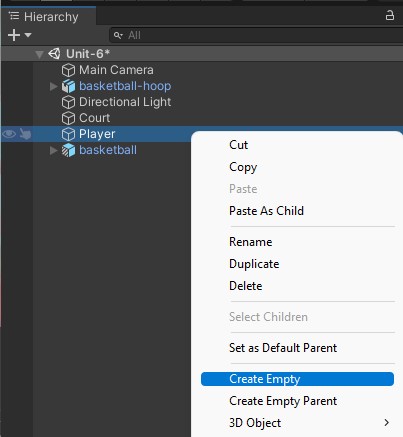 Hierarchy
All
Unit-6*
Main Camera
basketball-hoop
Directional Light
Court
Player
basketball
Cut
Copy
Paste
Paste As Child
Rename
Duplicate
Delete
Select Children
Set as Default Parent
Create Empty
Create Empty Parent
3D Object